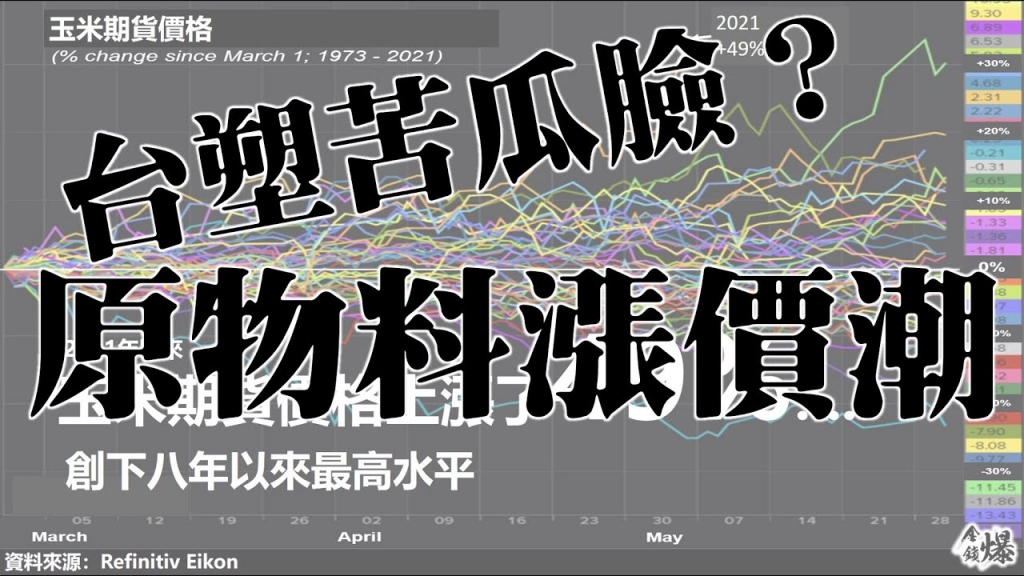 玉米期貨價格
(% change since March 1; 1973 - 2021)
2021
+49%
台塑苦瓜臉？
原物料漲價潮
玉米期貨價格上漲了
創下八年以來最高水平
9.30
6.89
6.53
+30%
4.68
2.31
2.22
+20%
-0.21
-0.31
-0.65
+10%
-1.33
-1.36
-1.81
0%
-7.90
-8.08
-9.77
-30%
-11.45
-11.86
-13.43
05 12 19 26 02 09 16 23 30 07 14 21 28
March April May
資料來源：Refinitiv Eikon
金錢爆